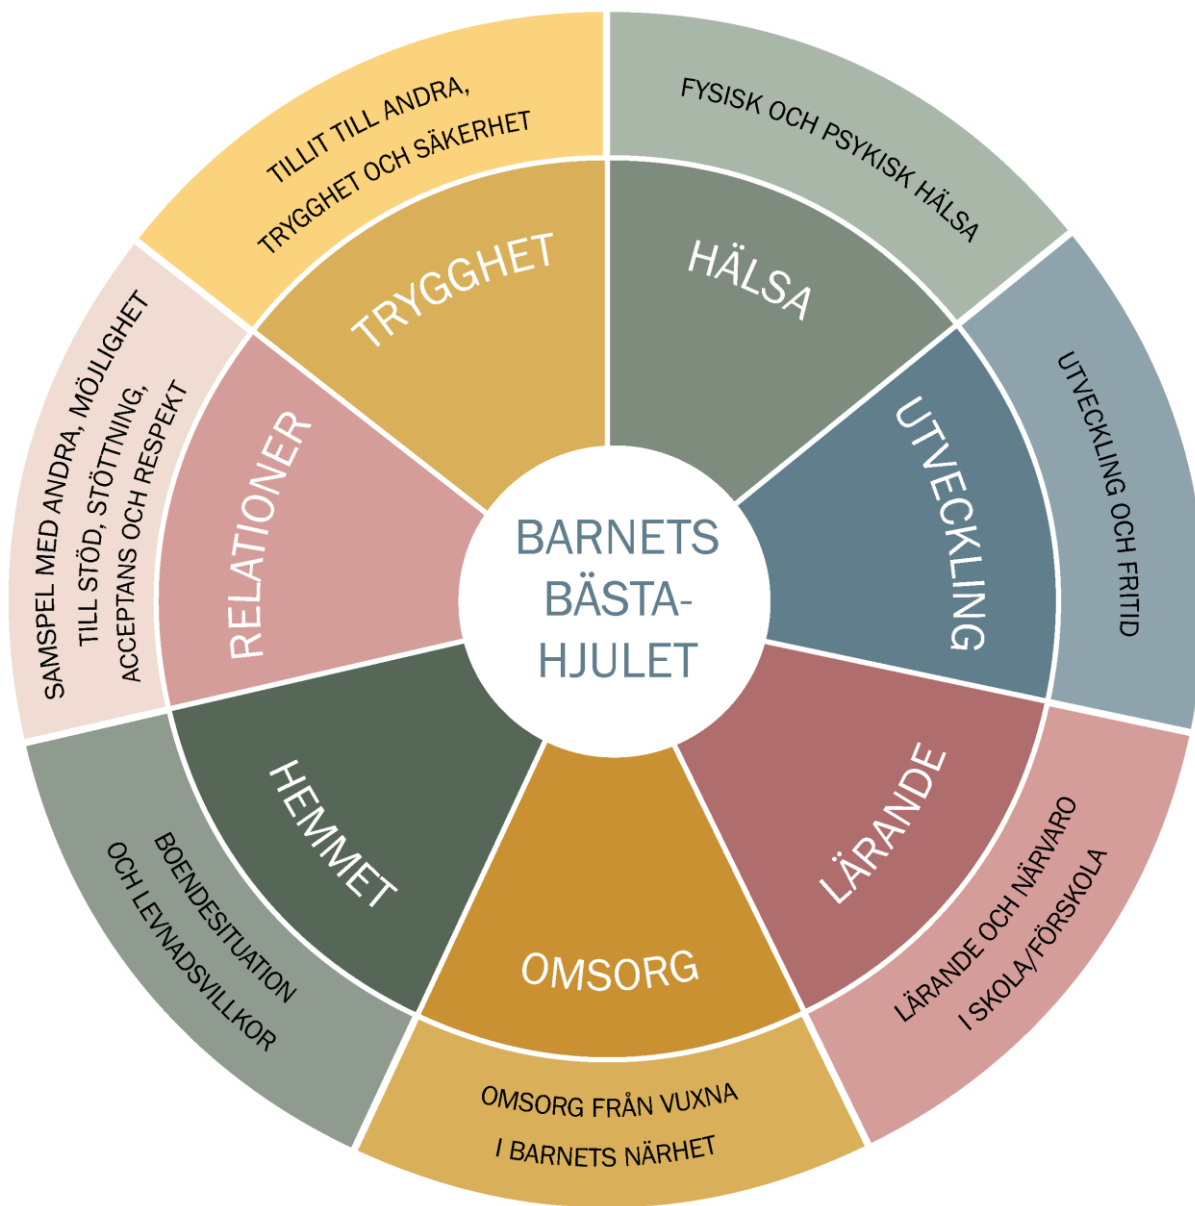 BARNETS
BÄSTA-
HJULET
HÄLSA
FYSISK OCH PSYKISK HÄLSA
UTVECKLING
UTVECKLING OCH FRITID
LÄRANDE
LÄRANDE OCH NÄRVARO
I SKOLA/FÖRSKOLA
OMSORG
OMSORG FRÅN VUXNA
I BARNETS NÄRHET
HEMMET
BOENDESITUATION
OCH LEVNADSVILLKOR
RELATIONER
SAMSPEL MED ANDRA, MÖJLIGHET
TILL STÖD, STÖTTNING,
ACCEPTANS OCH RESPEKT
TRYGGHET
TILLIT TILL ANDRA,
TRYGGHET OCH SÄKERHET